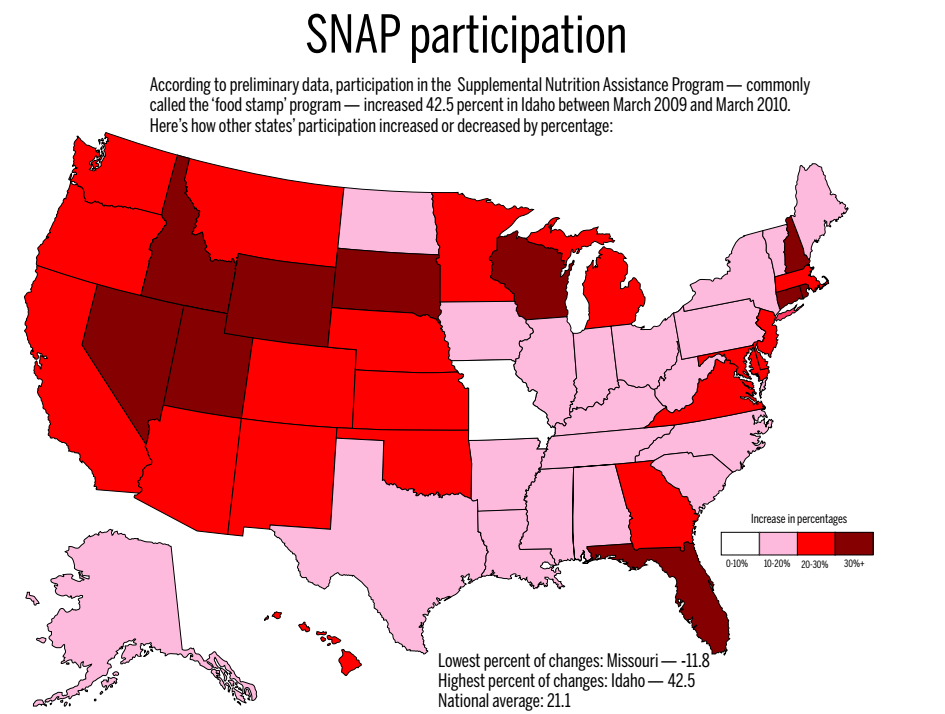 SNAP participation
According to preliminary data, participation in the  Supplemental Nutrition Assistance Program — commonly
called the ‘food stamp’ program — increased 42.5 percent in Idaho between March 2009 and March 2010.
Here’s how other states’ participation increased or decreased by percentage:
Increase in percentages
0-10% 10-20% 20-30% 30%+
Lowest percent of changes: Missouri — -11.8
Highest percent of changes: Idaho — 42.5
National average: 21.1